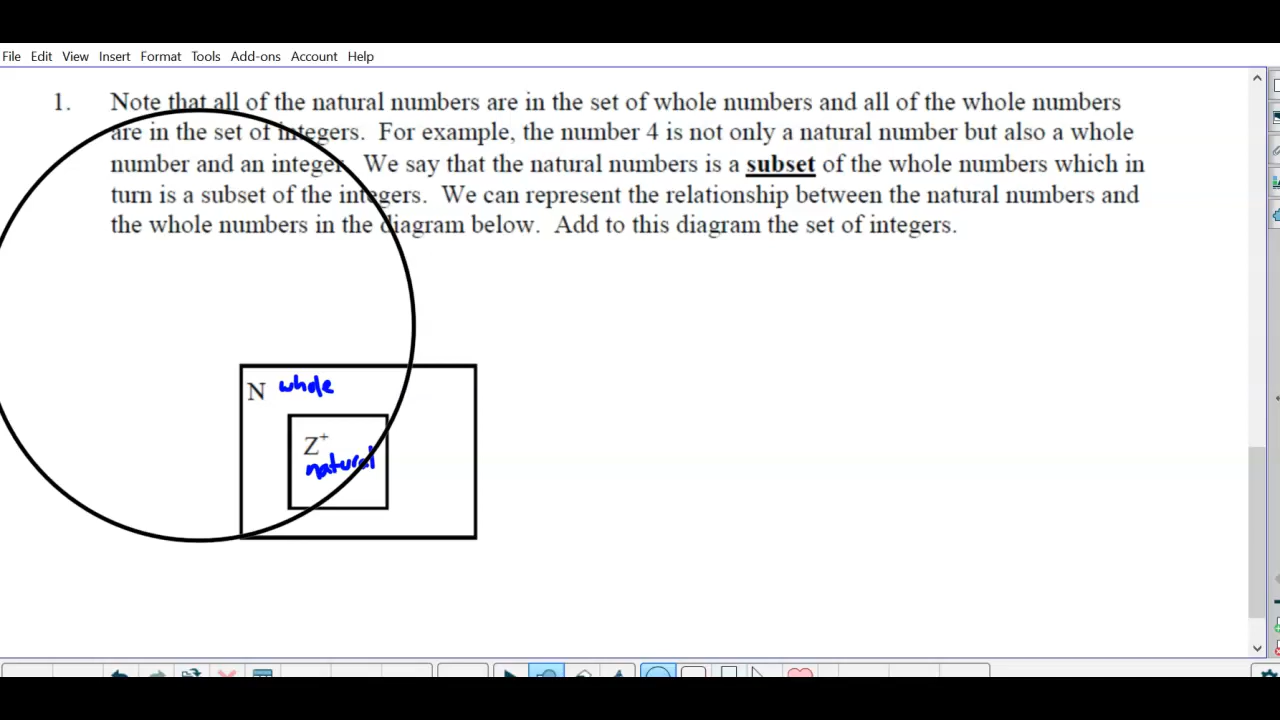 File Edit View Insert Format Tools Add-ons Account Help
1. Note that all of the natural numbers are in the set of whole numbers and all of the whole numbers
are in the set of integers. For example, the number 4 is not only a natural number but also a whole
number and an integer. We say that the natural numbers is a subset of the whole numbers which in
turn is a subset of the integers. We can represent the relationship between the natural numbers and
the whole numbers in the diagram below. Add to this diagram the set of integers.
N whole
Z⁺
natural